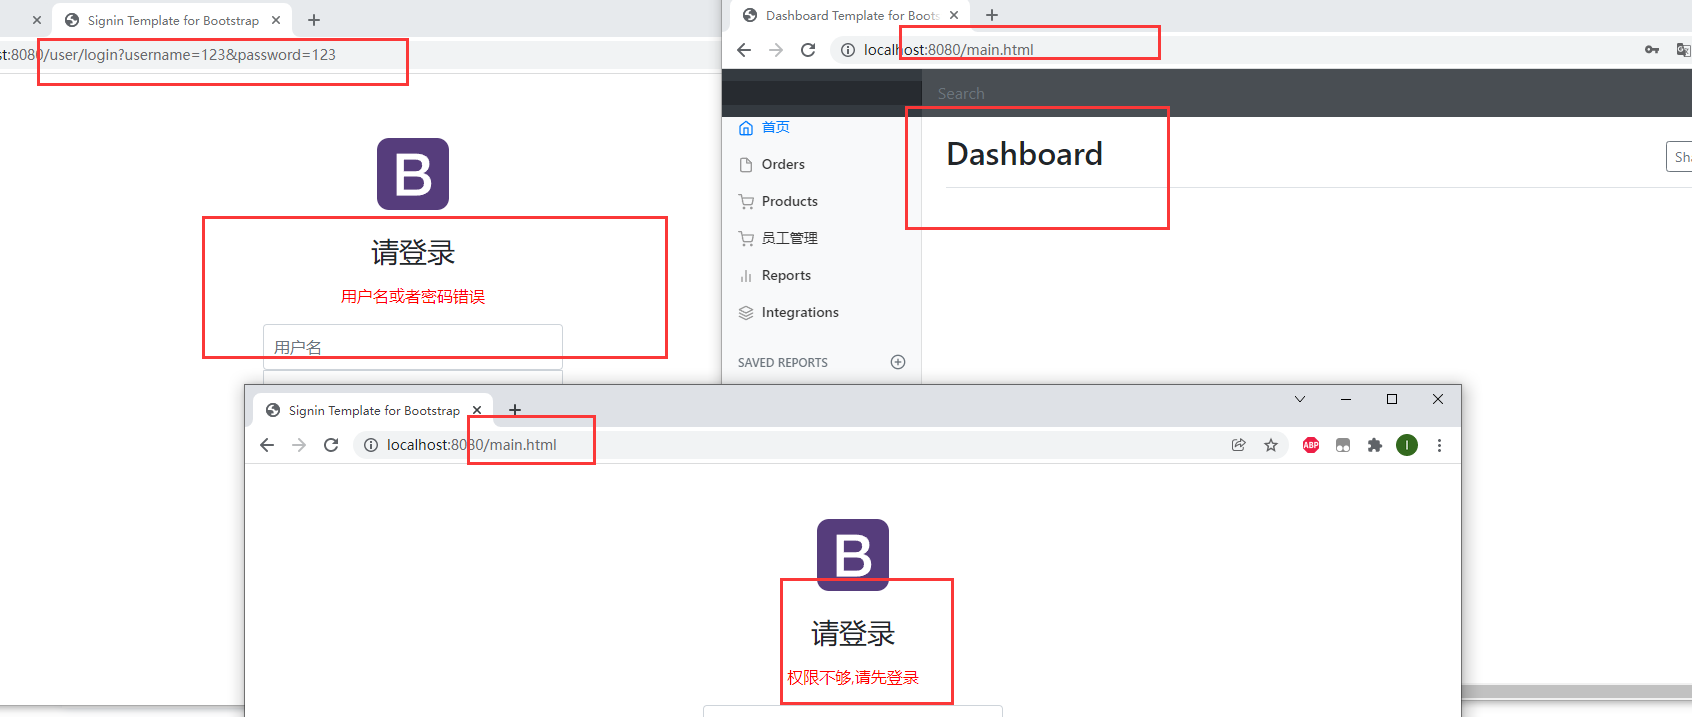 Signin Template for Bootstrap
t:8080/user/login?username=123&password=123
B
请登录
用户名或者密码错误
用户名
Dashboard Template for Boots
localhost:8080/main.html
Search
首页
Dashboard
Sha
Orders
Products
员工管理
Reports
Integrations
SAVED REPORTS
Signin Template for Bootstrap
localhost:8080/main.html
ABP
I
B
请登录
权限不够,请先登录